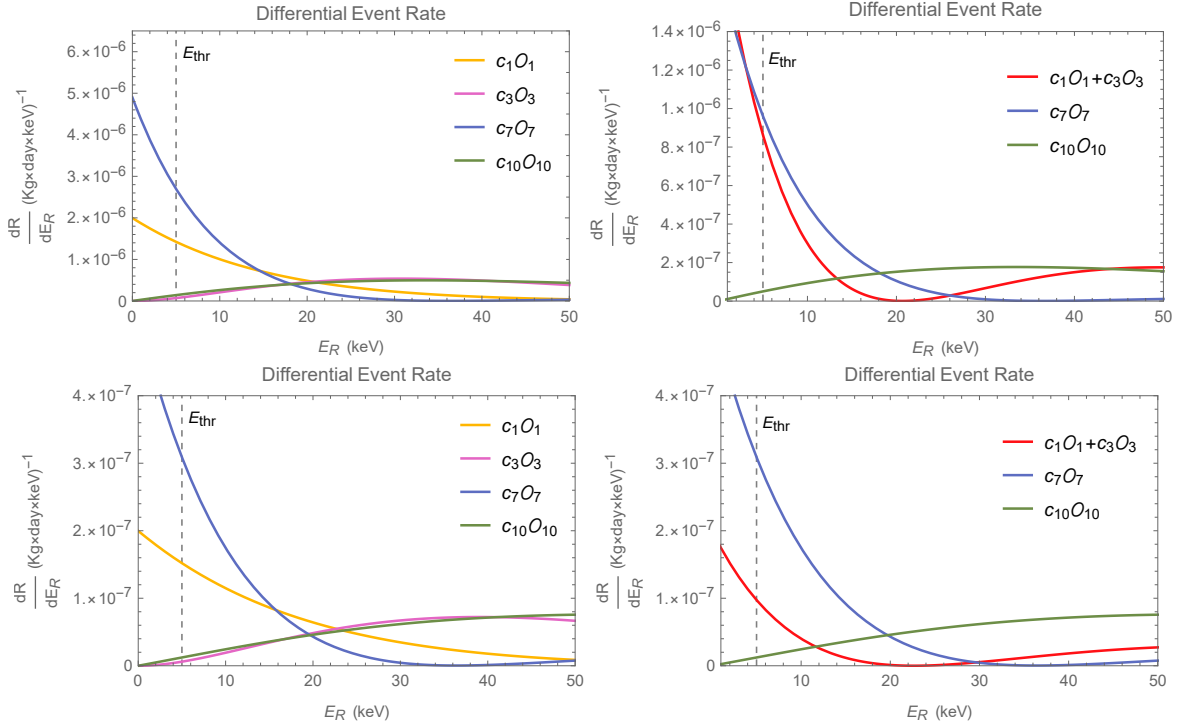 Differential Event Rate
6.×10⁻⁶
5.×10⁻⁶
4.×10⁻⁶
3.×10⁻⁶
2.×10⁻⁶
1.×10⁻⁶
0
dR/dE_R (Kg×day×keV)⁻¹
E_thr
c₁O₁
c₃O₃
c₇O₇
c₁₀O₁₀
0 10 20 30 40 50
E_R (keV)
Differential Event Rate
1.4×10⁻⁶
1.2×10⁻⁶
1.×10⁻⁶
8.×10⁻⁷
6.×10⁻⁷
4.×10⁻⁷
2.×10⁻⁷
0
dR/dE_R (Kg×day×keV)⁻¹
E_thr
c₁O₁+c₃O₃
c₇O₇
c₁₀O₁₀
10 20 30 40 50
E_R (keV)
Differential Event Rate
4.×10⁻⁷
3.×10⁻⁷
2.×10⁻⁷
1.×10⁻⁷
0
dR/dE_R (Kg×day×keV)⁻¹
E_thr
c₁O₁
c₃O₃
c₇O₇
c₁₀O₁₀
0 10 20 30 40 50
E_R (keV)
Differential Event Rate
4.×10⁻⁷
3.×10⁻⁷
2.×10⁻⁷
1.×10⁻⁷
0
dR/dE_R (Kg×day×keV)⁻¹
E_thr
c₁O₁+c₃O₃
c₇O₇
c₁₀O₁₀
10 20 30 40 50
E_R (keV)